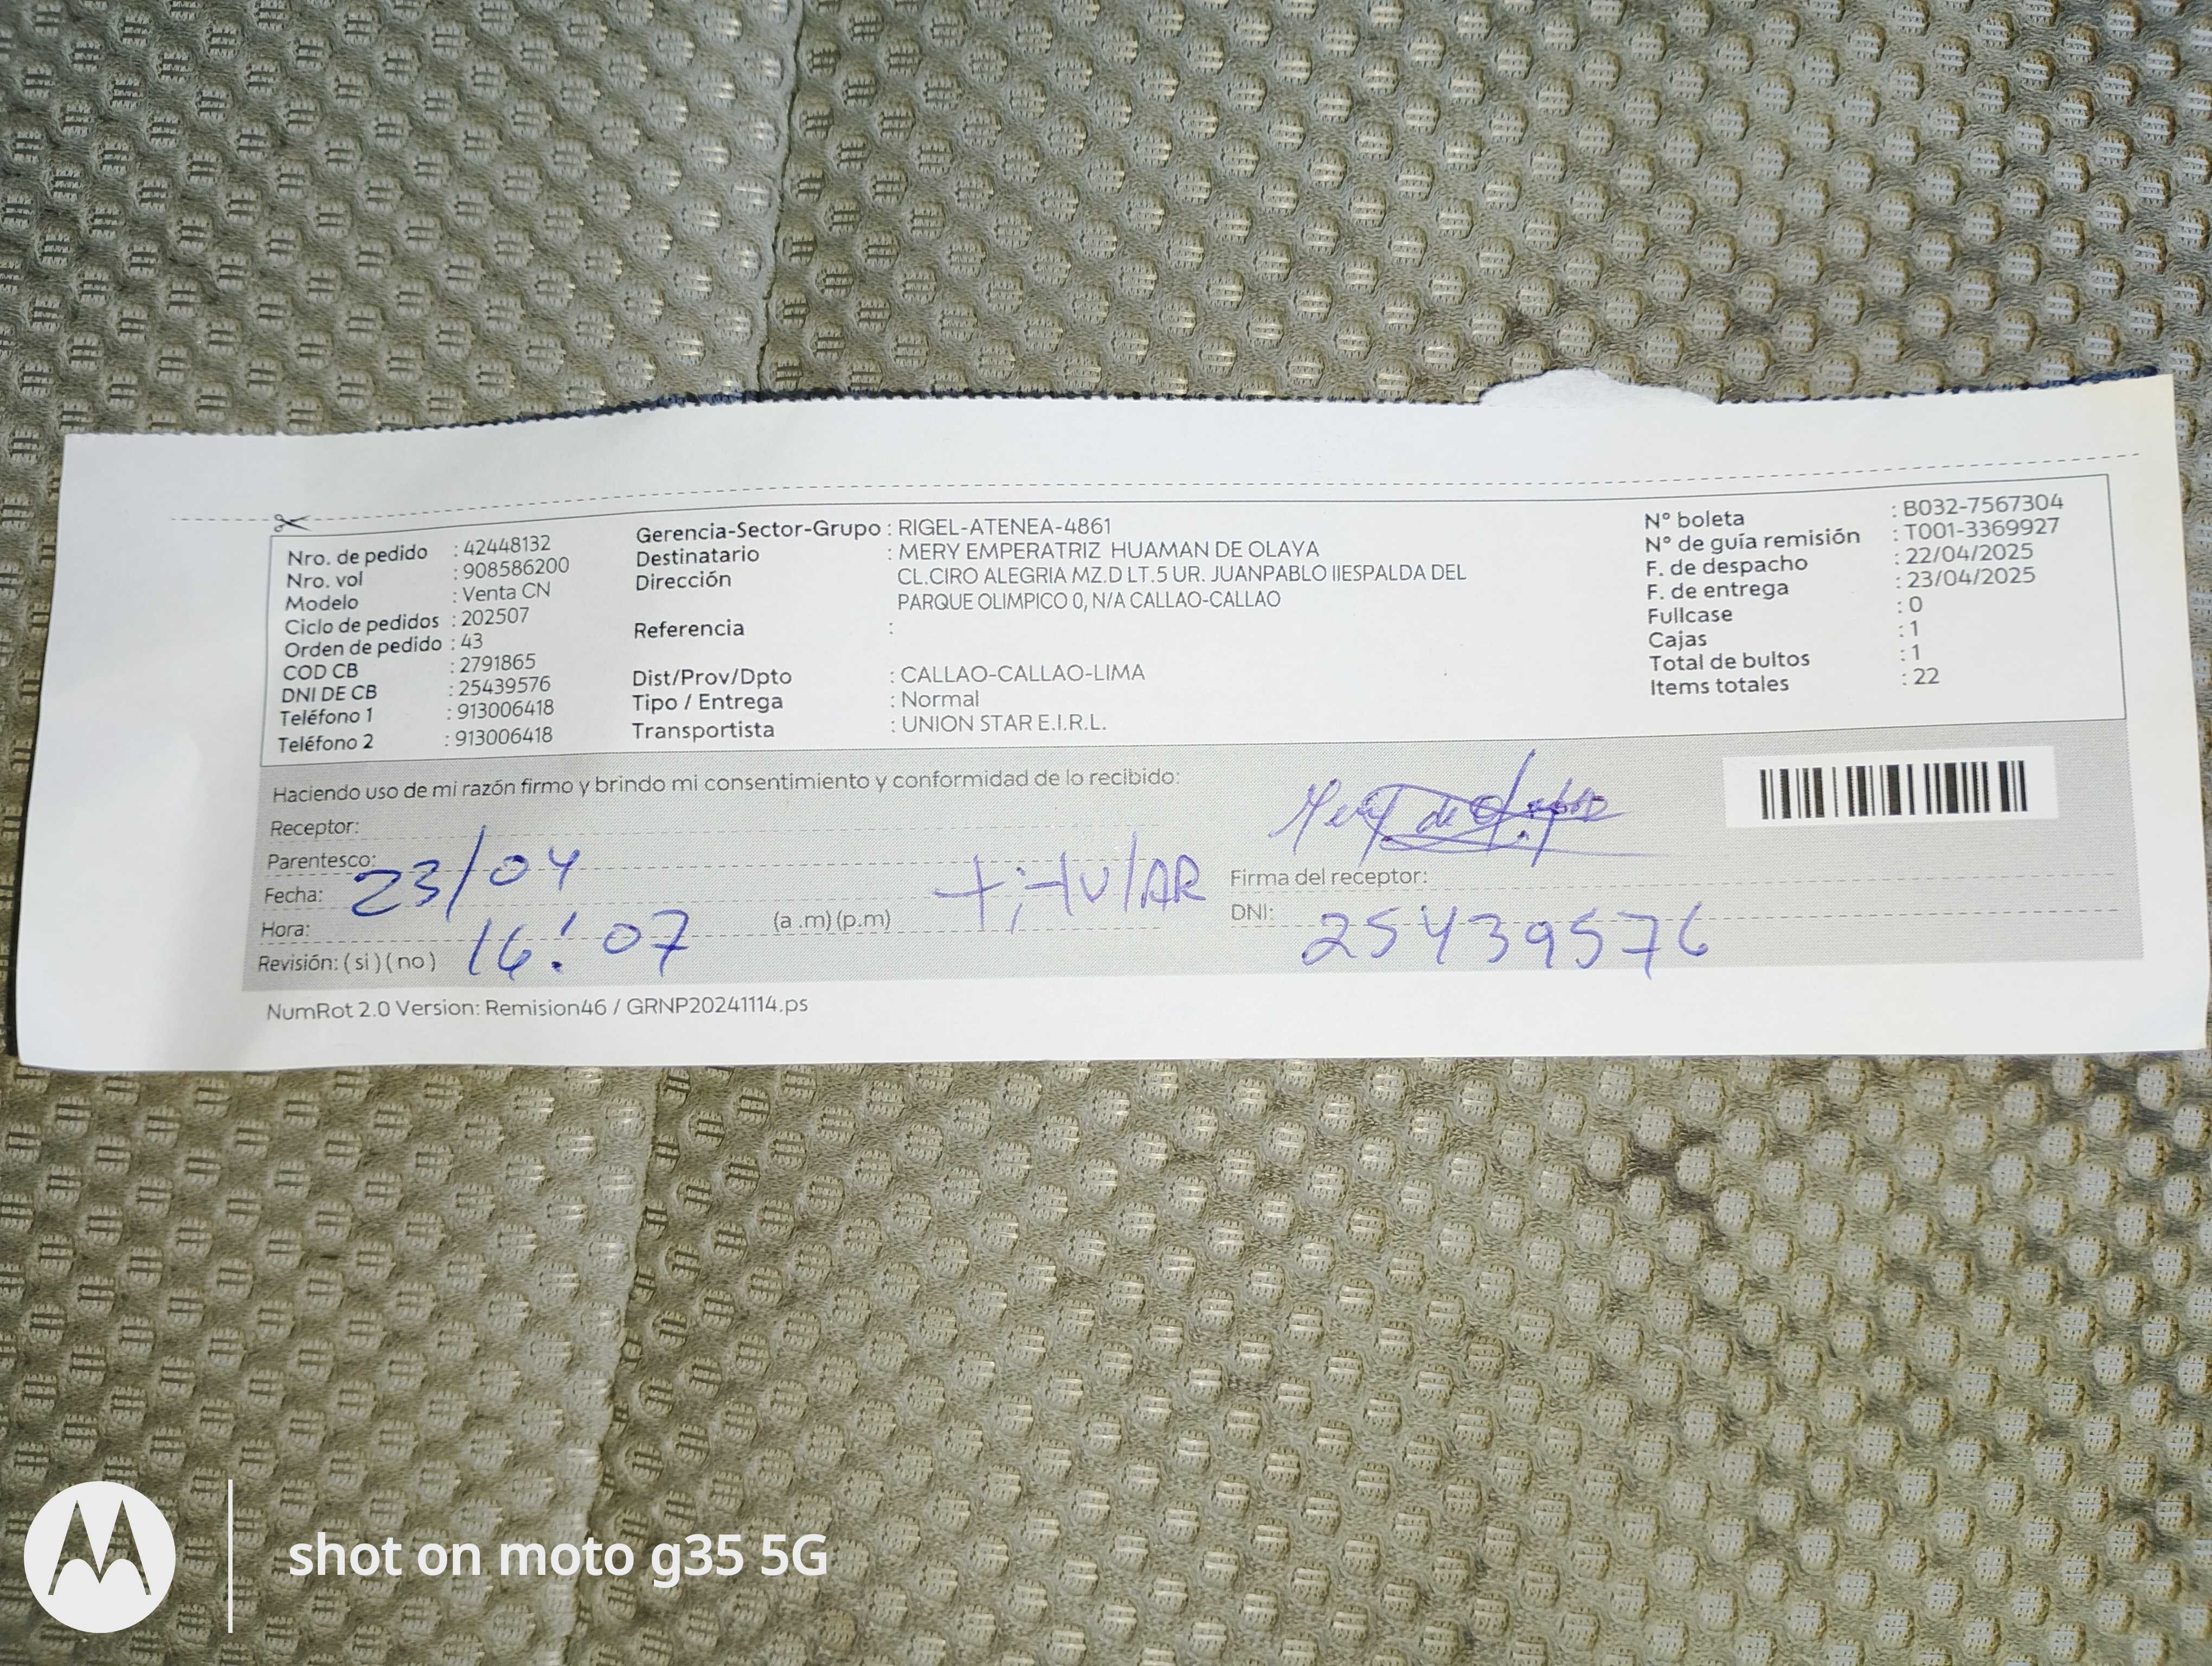 Nro. de pedido : 42448132
Nro. vol : 908586200
Modelo : Venta CN
Ciclo de pedidos : 202507
Orden de pedido : 43
COD CB : 2791865
DNI DE CB : 25439576
Teléfono 1 : 913006418
Teléfono 2 : 913006418
Gerencia-Sector-Grupo : RIGEL-ATENEA-4861
Destinatario : MERY EMPERATRIZ HUAMAN DE OLAYA
Dirección CL.CIRO ALEGRIA MZ.D LT.5 UR. JUANPABLO IIESPALDA DEL
PARQUE OLIMPICO 0, N/A CALLAO-CALLAO
Referencia :
Dist/Prov/Dpto : CALLAO-CALLAO-LIMA
Tipo / Entrega : Normal
Transportista : UNION STAR E.I.R.L.
N° boleta : B032-7567304
N° de guía remisión : T001-3369927
F. de despacho : 22/04/2025
F. de entrega : 23/04/2025
Fullcase : 0
Cajas : 1
Total de bultos : 1
Items totales : 22
Haciendo uso de mi razón firmo y brindo mi consentimiento y conformidad de lo recibido:
Receptor:
Parentesco:
Fecha: 23/04
Hora: 16:07 (a .m) (p.m)
Revisión: ( si ) ( no )
titulAR
Mery de Olaya
Firma del receptor:
DNI: 25439576
NumRot 2.0 Version: Remision46 / GRNP20241114.ps
shot on moto g35 5G